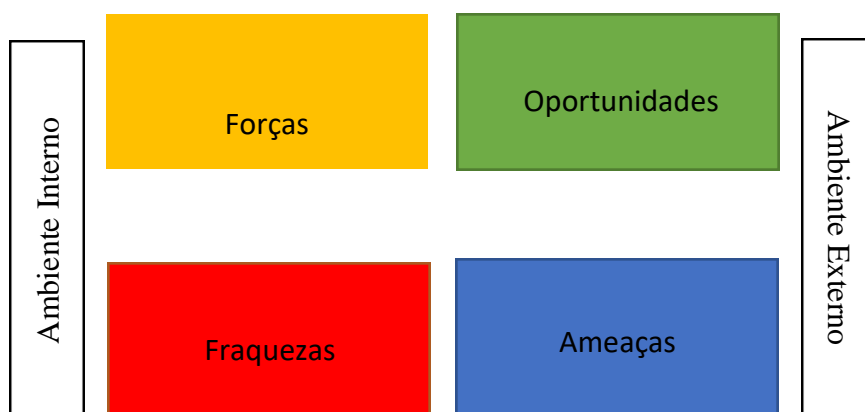 Ambiente Interno
Forças
Oportunidades
Ambiente Externo
Fraquezas
Ameaças